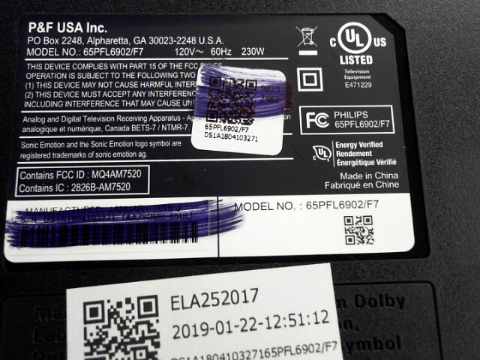 P&F USA Inc.
PO Box 2248, Alpharetta, GA 30023-2248 U.S.A.
MODEL NO.: 65PFL6902/F7 120V~ 60Hz 230W
THIS DEVICE COMPLIES WITH PART 15 OF THE FCC
OPERATION IS SUBJECT TO THE FOLLOWING TWO
(1) THIS DEVICE MAY NOT CAUSE HARMFUL
(2) THIS DEVICE MUST ACCEPT ANY
INCLUDING INTERFERENCE THAT MAY CAUSE
Analog and Digital Television Receiving Apparatus -
analogique et numérique, Canada BETS-7 / NTMR-7
Sonic Emotion and the Sonic Emotion logo are
registered trademarks of sonic emotion ag.
Contains FCC ID : MQ4AM7520
Contains IC : 2826B-AM7520
65PFL6902/F7
DS1A1804103271
C UL US
LISTED
Television
Equipment
E471229
FC PHILIPS
65PFL6902/F7
UL Energy Verified
Rendement
Énergétique Vérifié
Made in China
Fabriqué en Chine
MANUFACTURED
MODEL NO. : 65PFL6902/F7
ELA252017
2019-01-22-12:51:12
DS1A180410327165PFL6902/F7
Dolby
symbol